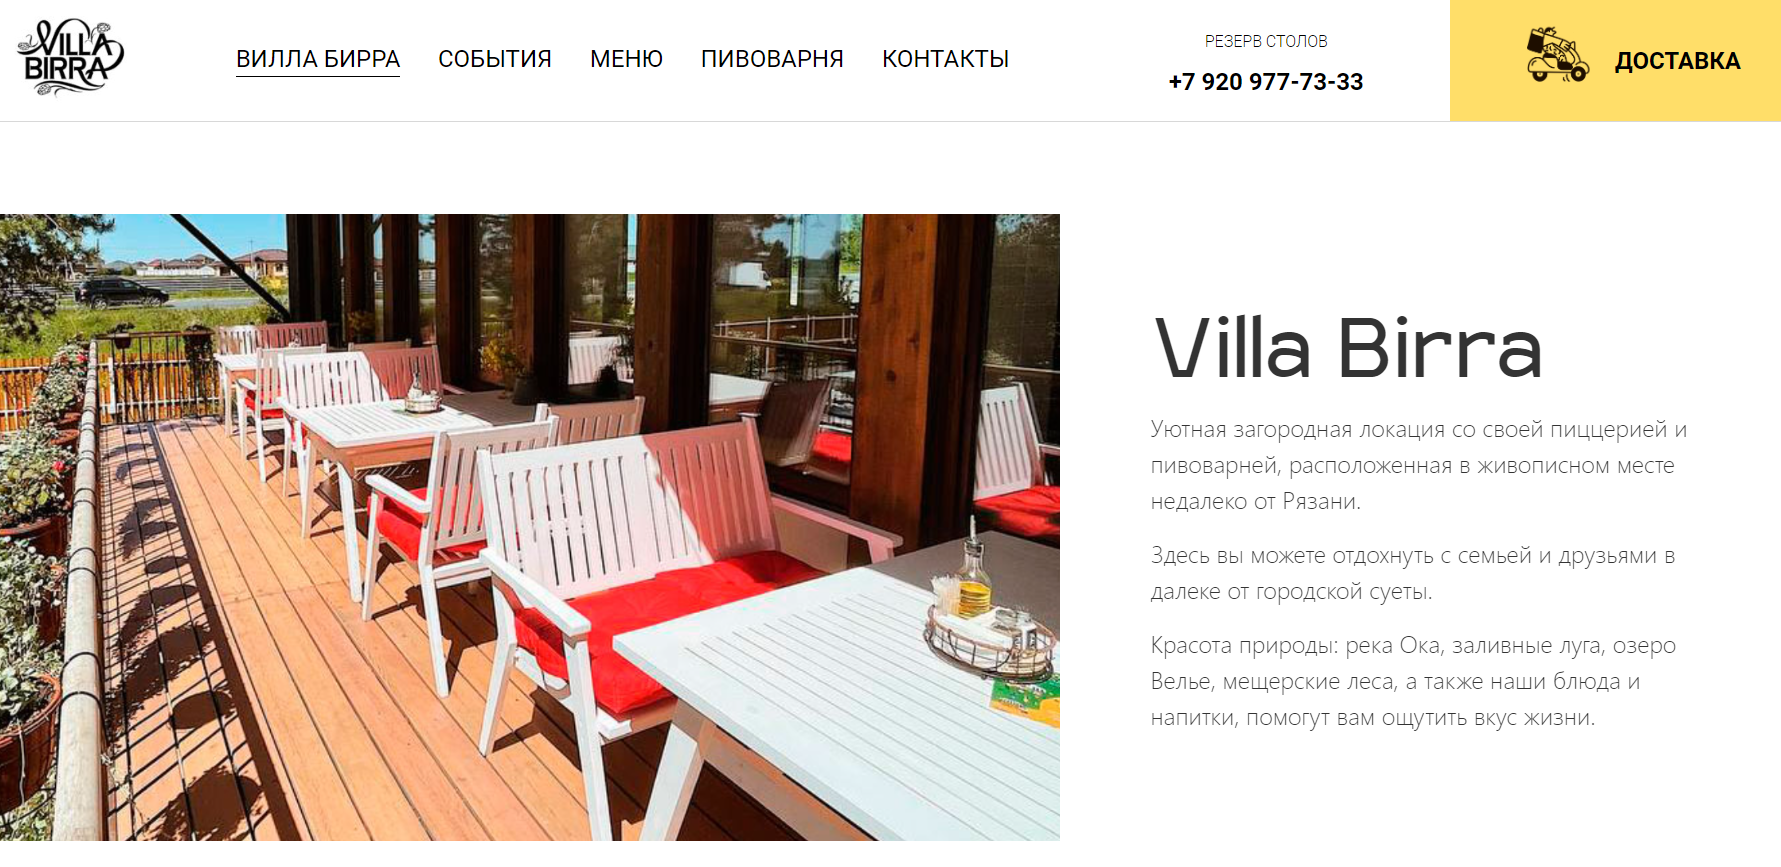 VILLA
BIRRA
ВИЛЛА БИРРА
СОБЫТИЯ
МЕНЮ
ПИВОВАРНЯ
КОНТАКТЫ
РЕЗЕРВ СТОЛОВ
+7 920 977-73-33
ДОСТАВКА
Villa Birra
Уютная загородная локация со своей пиццерией и
пивоварней, расположенная в живописном месте
недалеко от Рязани.
Здесь вы можете отдохнуть с семьей и друзьями в
далеке от городской суеты.
Красота природы: река Ока, заливные луга, озеро
Велье, мещерские леса, а также наши блюда и
напитки, помогут вам ощутить вкус жизни.